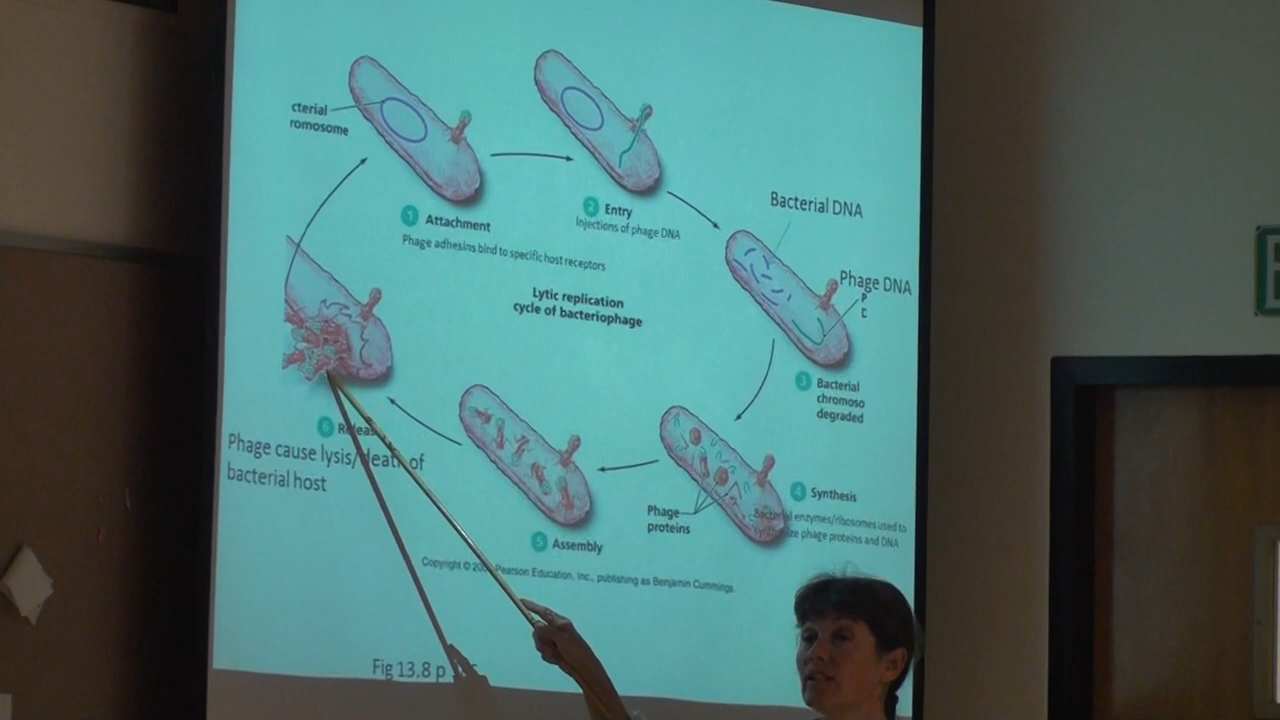 cterial
romosome
1 Attachment
Phage adhesins bind to specific host receptors
2 Entry
Injections of phage DNA
Bacterial DNA
Phage DNA
P
D
Lytic replication
cycle of bacteriophage
3 Bacterial
chromoso
degraded
4 Synthesis
Bacterial enzymes/ribosomes used to
phage proteins and DNA
Phage
proteins
5 Assembly
6 Releas
Phage cause lysis/death of
bacterial host
Copyright © Pearson Education, Inc., publishing as Benjamin Cummings.
Fig 13.8 p